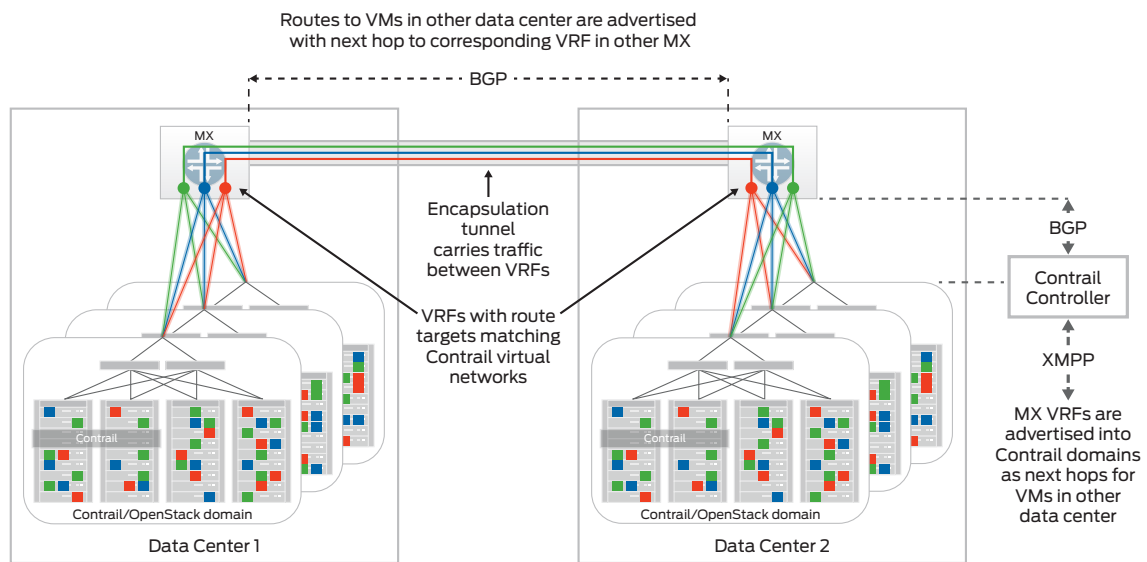 Routes to VMs in other data center are advertised
with next hop to corresponding VRF in other MX
BGP
MX
MX
Encapsulation
tunnel
carries traffic
between VRFs
BGP
Contrail
Controller
VRFs with route
targets matching
Contrail virtual
networks
XMPP
MX VRFs are
advertised into
Contrail domains
as next hops for
VMs in other
data center
Contrail
Contrail
Contrail/OpenStack domain
Contrail/OpenStack domain
Data Center 1
Data Center 2